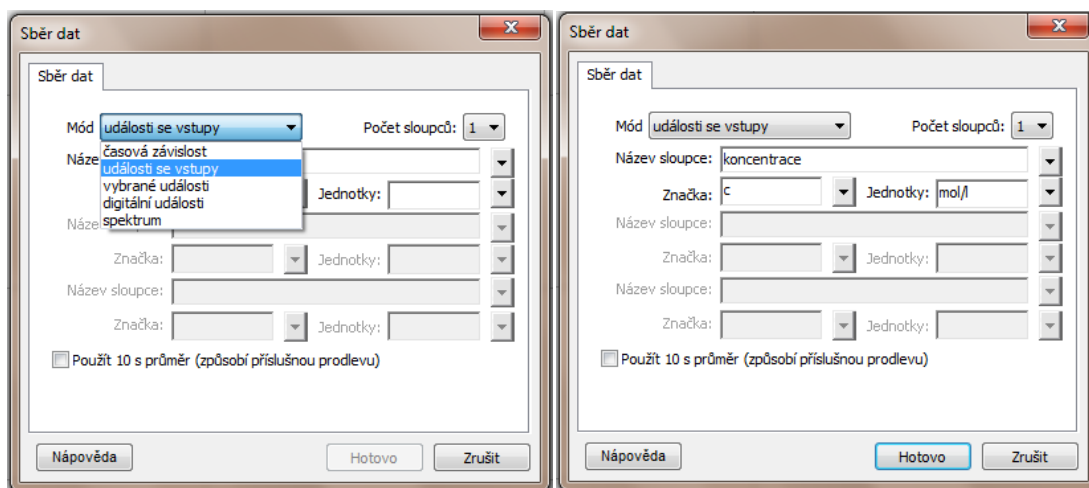 Sběr dat
Sběr dat
Mód události se vstupy Počet sloupců: 1
časová závislost
události se vstupy
vybrané události
digitální události
spektrum
Náze
Jednotky:
Náze
Značka: Jednotky:
Název sloupce:
Značka: Jednotky:
Použít 10 s průměr (způsobí příslušnou prodlevu)
Nápověda Hotovo Zrušit
Sběr dat
Sběr dat
Mód události se vstupy Počet sloupců: 1
Název sloupce: koncentrace
Značka: c Jednotky: mol/l
Název sloupce:
Značka: Jednotky:
Název sloupce:
Značka: Jednotky:
Použít 10 s průměr (způsobí příslušnou prodlevu)
Nápověda Hotovo Zrušit